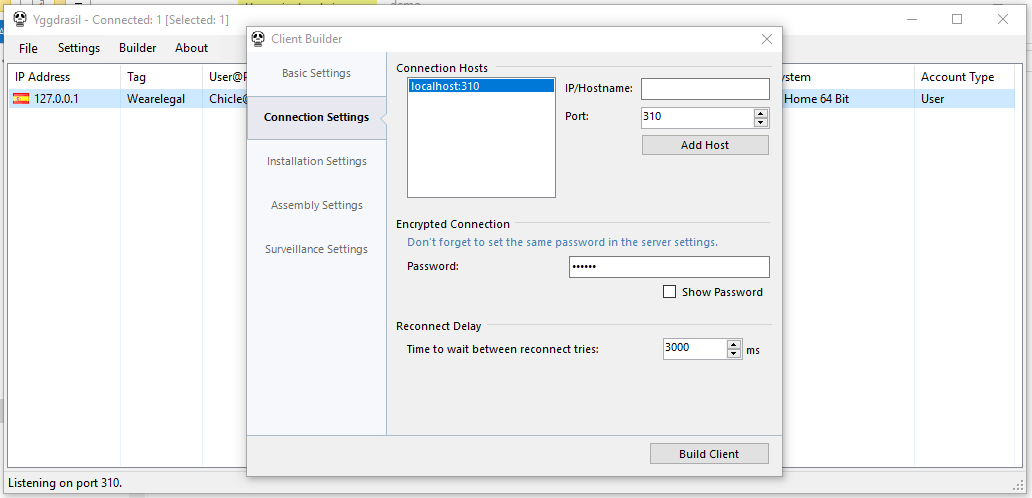 Yggdrasil - Connected: 1 [Selected: 1]
File Settings Builder About
IP Address Tag User@P ystem Account Type
127.0.0.1 Wearelegal Chicle@ Home 64 Bit User
Client Builder
Basic Settings
Connection Settings
Installation Settings
Assembly Settings
Surveillance Settings
Connection Hosts
localhost:310
IP/Hostname:
Port: 310
Add Host
Encrypted Connection
Don't forget to set the same password in the server settings.
Password: ••••••
Show Password
Reconnect Delay
Time to wait between reconnect tries: 3000 ms
Build Client
Listening on port 310.